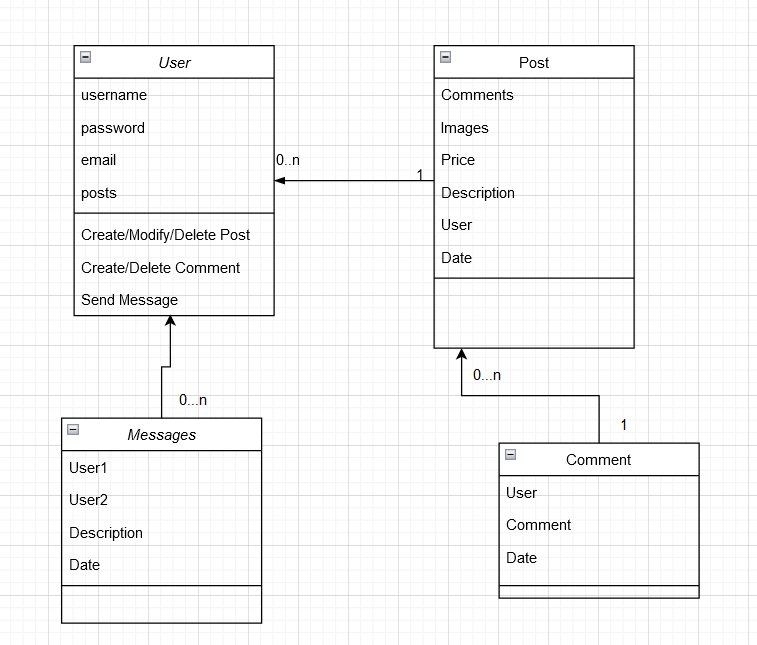 User
username
password
email
posts
Create/Modify/Delete Post
Create/Delete Comment
Send Message
0..n
1
Post
Comments
Images
Price
Description
User
Date
0...n
Messages
User1
User2
Description
Date
0...n
1
Comment
User
Comment
Date